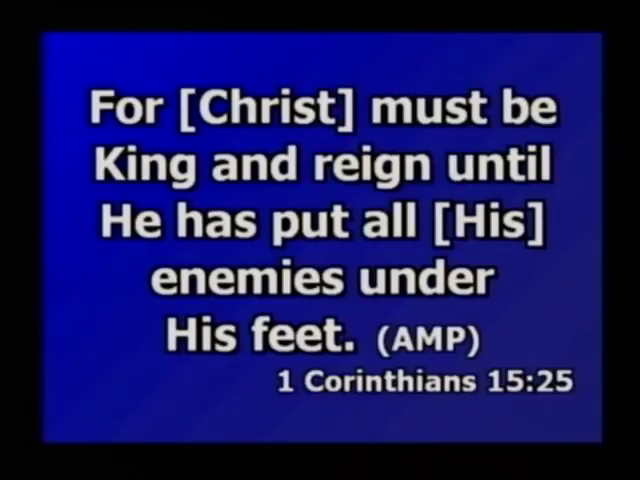 For [Christ] must be
King and reign until
He has put all [His]
enemies under
His feet. (AMP)
1 Corinthians 15:25